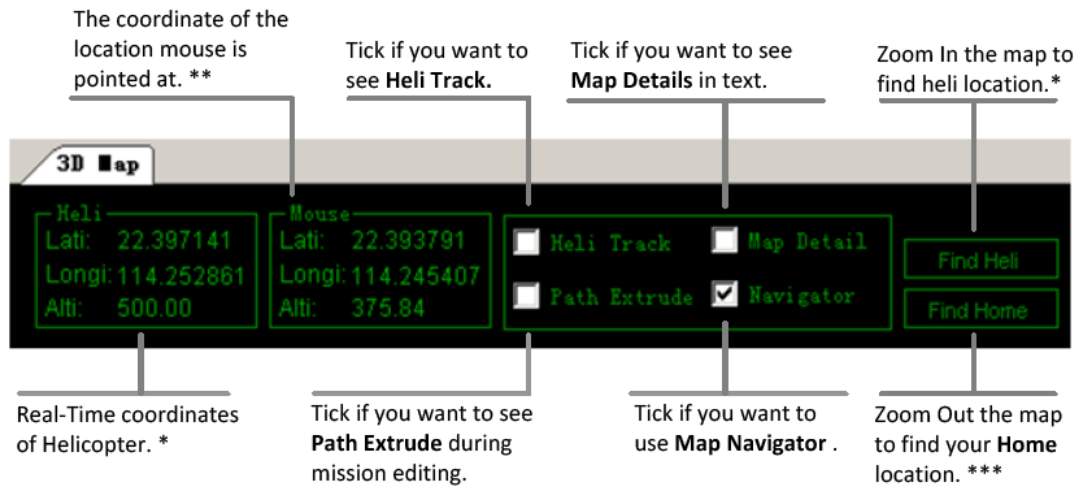 The coordinate of the
location mouse is
pointed at. **
Tick if you want to
see Heli Track.
Tick if you want to see
Map Details in text.
Zoom In the map to
find heli location.*
3D Map
Heli
Lati: 22.397141
Longi: 114.252861
Alti: 500.00
Mouse
Lati: 22.393791
Longi: 114.245407
Alti: 375.84
Heli Track
Map Detail
Path Extrude
Navigator
Find Heli
Find Home
Real-Time coordinates
of Helicopter. *
Tick if you want to see
Path Extrude during
mission editing.
Tick if you want to
use Map Navigator .
Zoom Out the map
to find your Home
location. ***